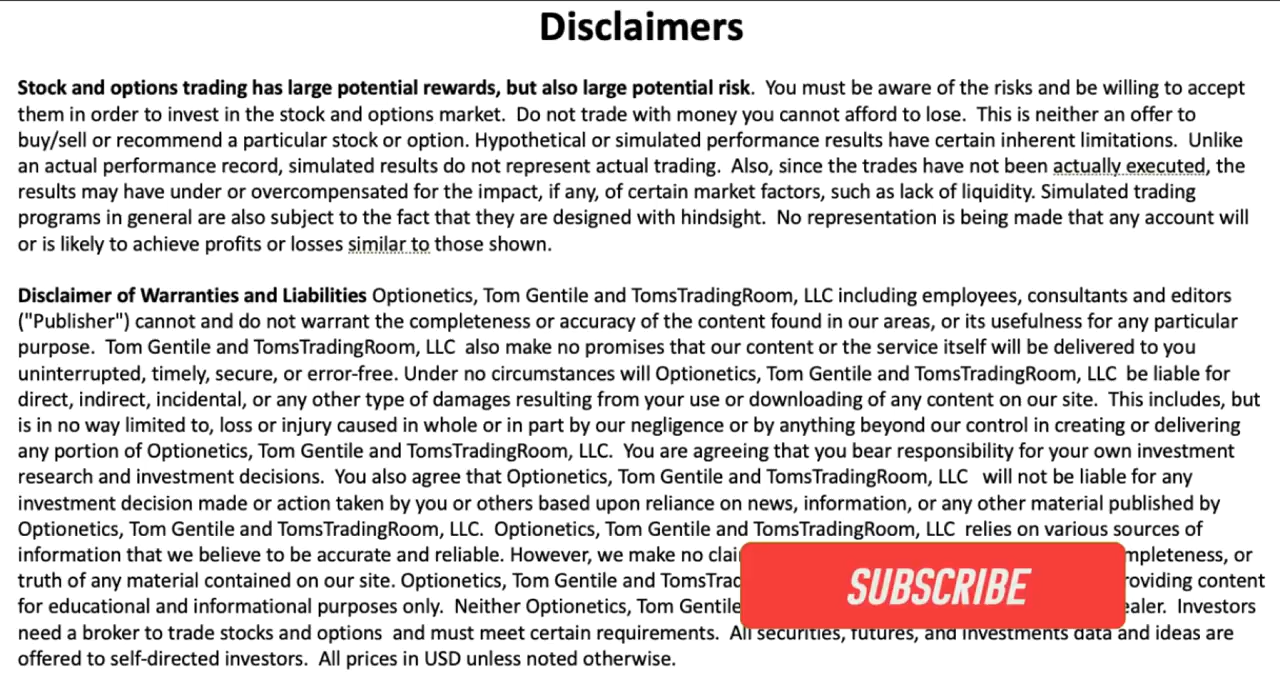 Disclaimers
Stock and options trading has large potential rewards, but also large potential risk. You must be aware of the risks and be willing to accept
them in order to invest in the stock and options market. Do not trade with money you cannot afford to lose. This is neither an offer to
buy/sell or recommend a particular stock or option. Hypothetical or simulated performance results have certain inherent limitations. Unlike
an actual performance record, simulated results do not represent actual trading. Also, since the trades have not been actually executed, the
results may have under or overcompensated for the impact, if any, of certain market factors, such as lack of liquidity. Simulated trading
programs in general are also subject to the fact that they are designed with hindsight. No representation is being made that any account will
or is likely to achieve profits or losses similar to those shown.
Disclaimer of Warranties and Liabilities Optionetics, Tom Gentile and TomsTradingRoom, LLC including employees, consultants and editors
("Publisher") cannot and do not warrant the completeness or accuracy of the content found in our areas, or its usefulness for any particular
purpose. Tom Gentile and TomsTradingRoom, LLC also make no promises that our content or the service itself will be delivered to you
uninterrupted, timely, secure, or error-free. Under no circumstances will Optionetics, Tom Gentile and TomsTradingRoom, LLC be liable for
direct, indirect, incidental, or any other type of damages resulting from your use or downloading of any content on our site. This includes, but
is in no way limited to, loss or injury caused in whole or in part by our negligence or by anything beyond our control in creating or delivering
any portion of Optionetics, Tom Gentile and TomsTradingRoom, LLC. You are agreeing that you bear responsibility for your own investment
research and investment decisions. You also agree that Optionetics, Tom Gentile and TomsTradingRoom, LLC will not be liable for any
investment decision made or action taken by you or others based upon reliance on news, information, or any other material published by
Optionetics, Tom Gentile and TomsTradingRoom, LLC. Optionetics, Tom Gentile and TomsTradingRoom, LLC relies on various sources of
information that we believe to be accurate and reliable. However, we make no or
truth of any material contained on our site. Optionetics, Tom Gentile and content
SUBSCRIBE
for educational and informational purposes only. Neither Optionetics, Tom Gentile Investors
need a broker to trade stocks and options and must meet certain requirements. All securities, futures, and investments data and ideas are
offered to self-directed investors. All prices in USD unless noted otherwise.